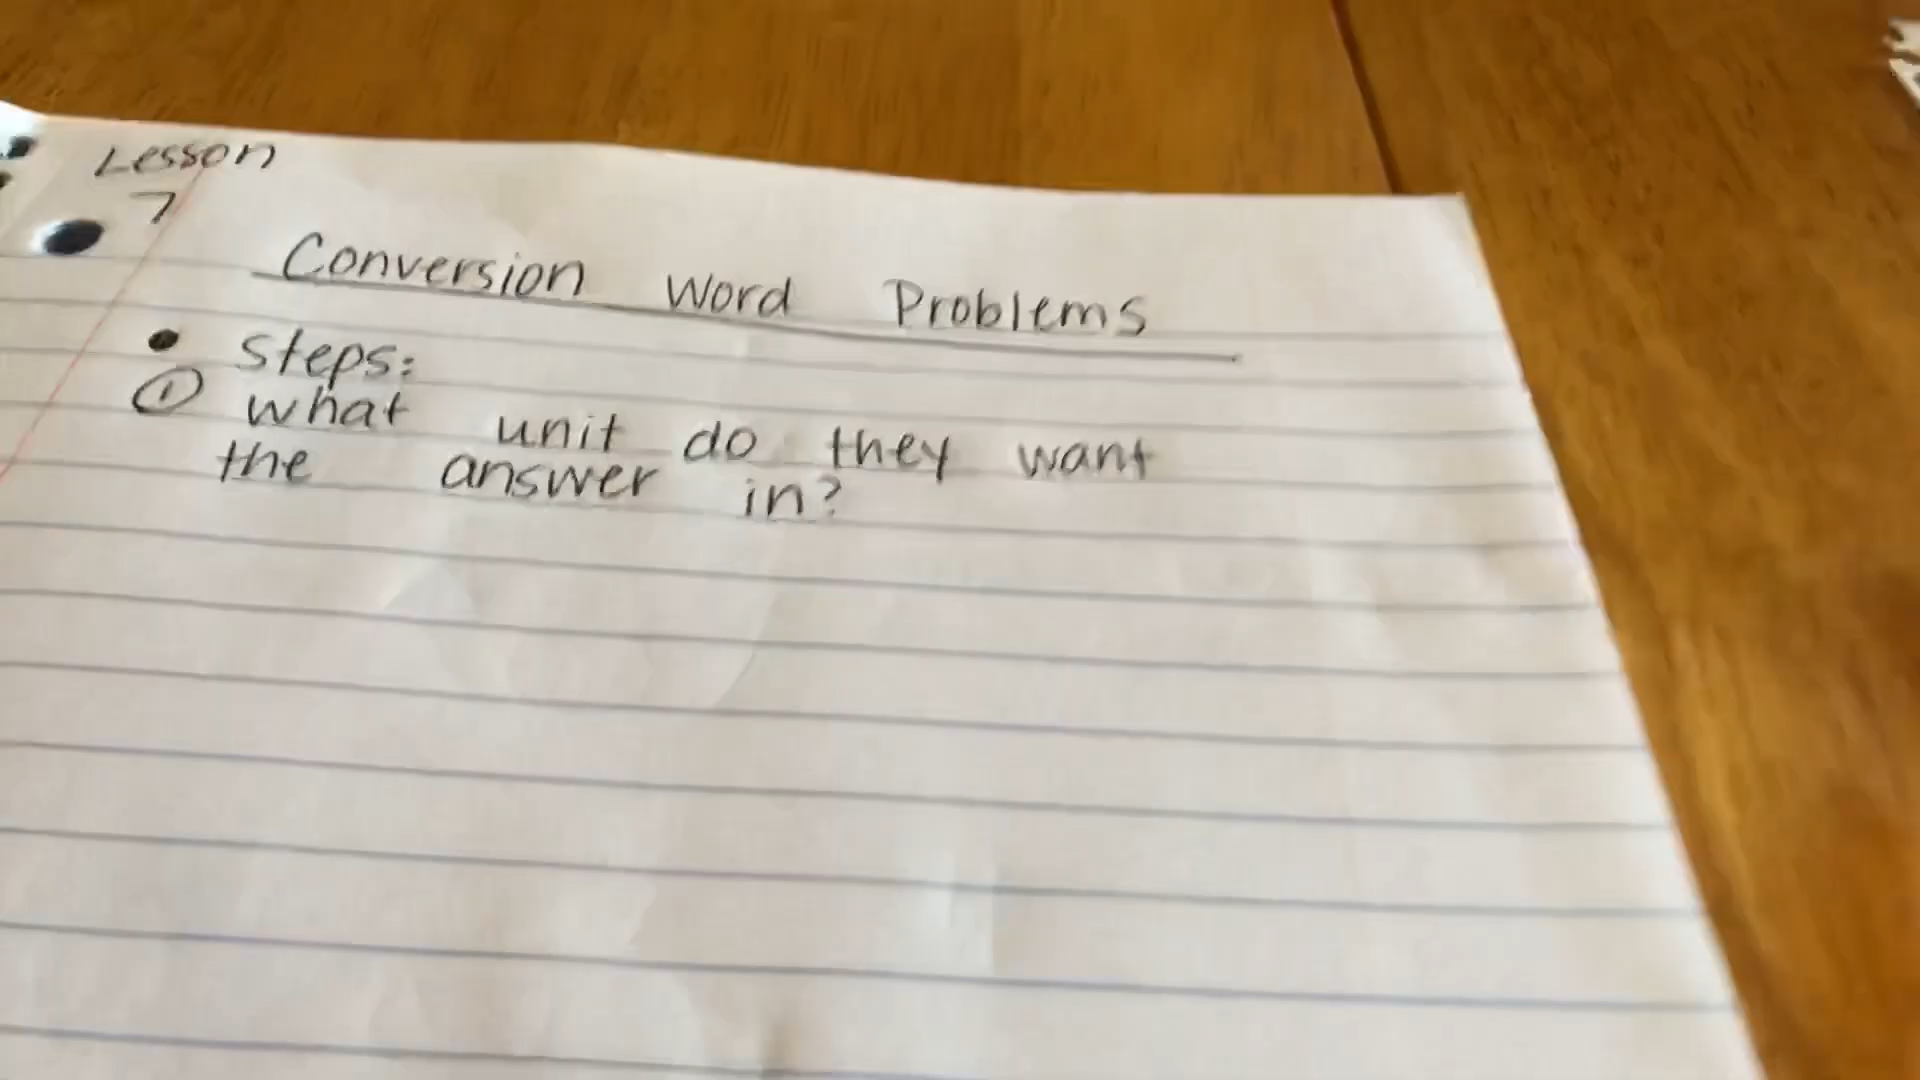 Lesson
7
Conversion Word Problems
• Steps:
① what unit do they want
the answer in?